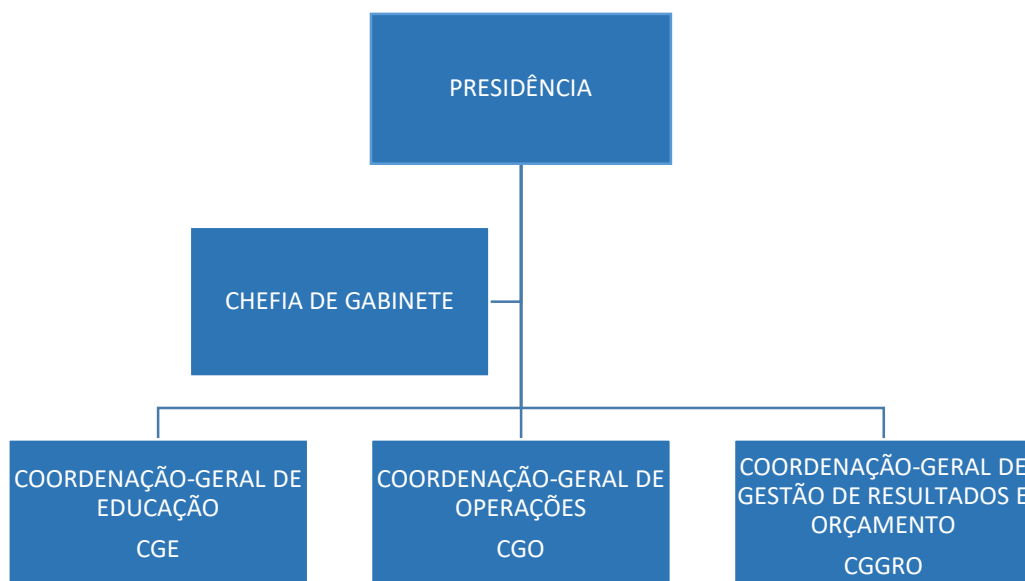 PRESIDÊNCIA
CHEFIA DE GABINETE
COORDENAÇÃO-GERAL DE
EDUCAÇÃO
CGE
COORDENAÇÃO-GERAL DE
OPERAÇÕES
CGO
COORDENAÇÃO-GERAL DE
GESTÃO DE RESULTADOS E
ORÇAMENTO
CGGRO